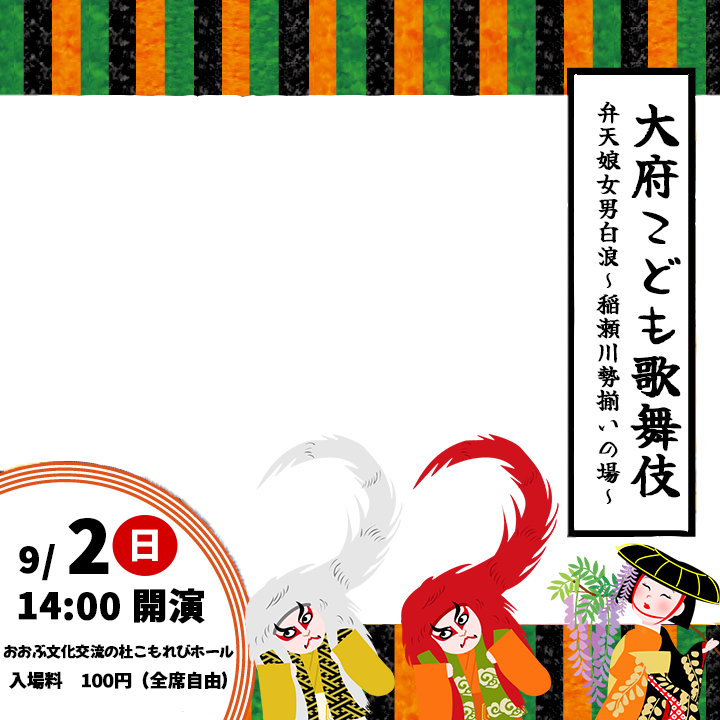 大府こども歌舞伎
弁天娘女男白浪~稲瀬川勢揃いの場~
9/2日
14:00 開演
おおぶ文化交流の杜こもれびホール
入場料 100円(全席自由)